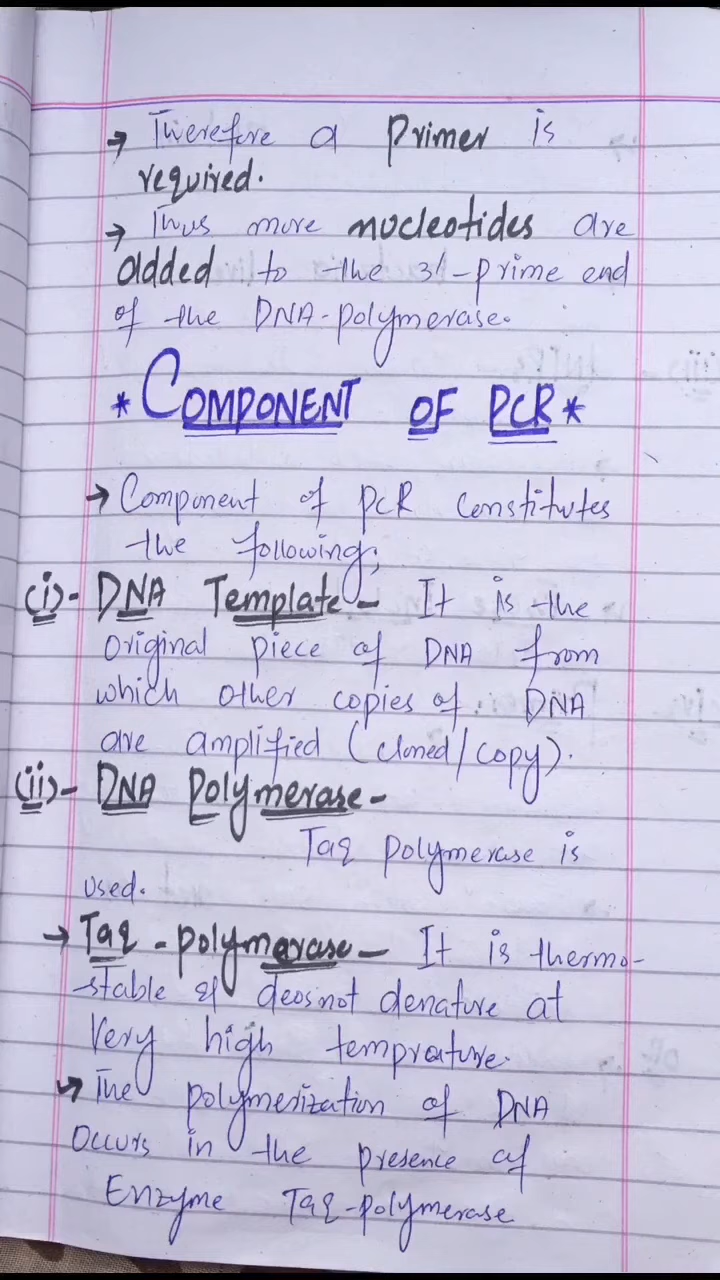 → Therefore a Primer is
required.
→ Thus more nucleotides are
added to the 3'-prime end
of the DNA-polymerase.
* COMPONENT OF PCR *
→ Component of PCR constitutes
the following;
(i)- DNA Template - It is the
original piece of DNA from
which other copies of DNA
are amplified (cloned/copy).
(ii)- DNA Polymerase -
Taq polymerase is
used.
→ Taq - polymerase - It is thermo-
stable & deosnot denature at
Very high temprature.
→ The polymerization of DNA
Occurs in the presence of
Enzyme Taq-polymerase